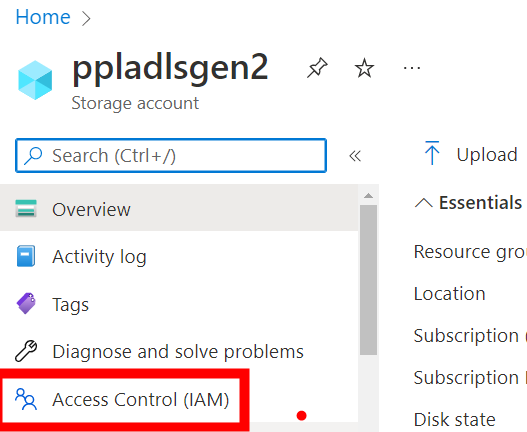 Home >
ppladlsgen2
Storage account
Search (Ctrl+/)
Overview
Activity log
Tags
Diagnose and solve problems
Access Control (IAM)
Upload
Essentials
Resource gro
Location
Subscription (
Subscription
Disk state